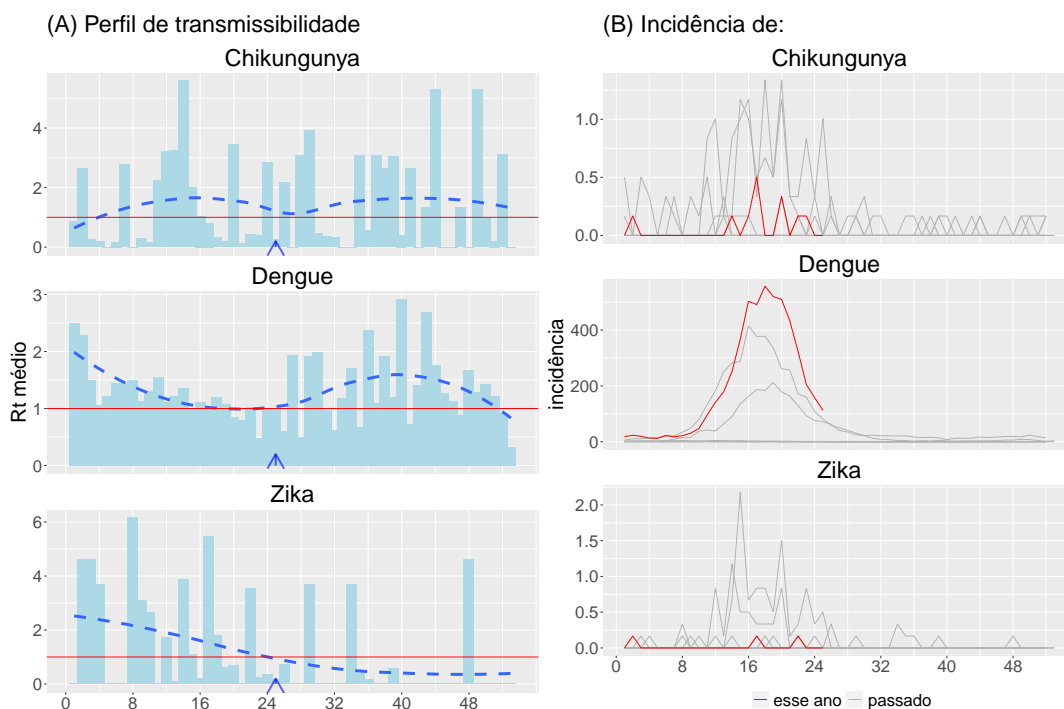 (A) Perfil de transmissibilidade
Chikungunya
4
2
0
Dengue
3
2
1
0
Zika
6
4
2
0
0 8 16 24 32 40 48
Rt médio
(B) Incidência de:
Chikungunya
1.0
0.5
0.0
Dengue
400
200
0
Zika
2.0
1.5
1.0
0.5
0.0
0 8 16 24 32 40 48
incidência
esse ano passado